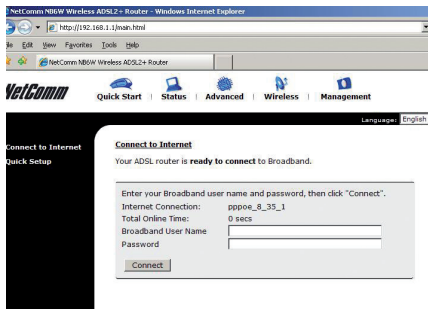 NetComm NB6W Wireless ADSL2+ Router - Windows Internet Explorer
http://192.168.1.1/main.html
File Edit View Favorites Tools Help
NetComm NB6W Wireless ADSL2+ Router
NetComm
Quick Start | Status | Advanced | Wireless | Management
Language: English
Connect to Internet
Quick Setup
Connect to Internet
Your ADSL router is ready to connect to Broadband.
Enter your Broadband user name and password, then click "Connect".
Internet Connection: pppoe_8_35_1
Total Online Time: 0 secs
Broadband User Name
Password
Connect